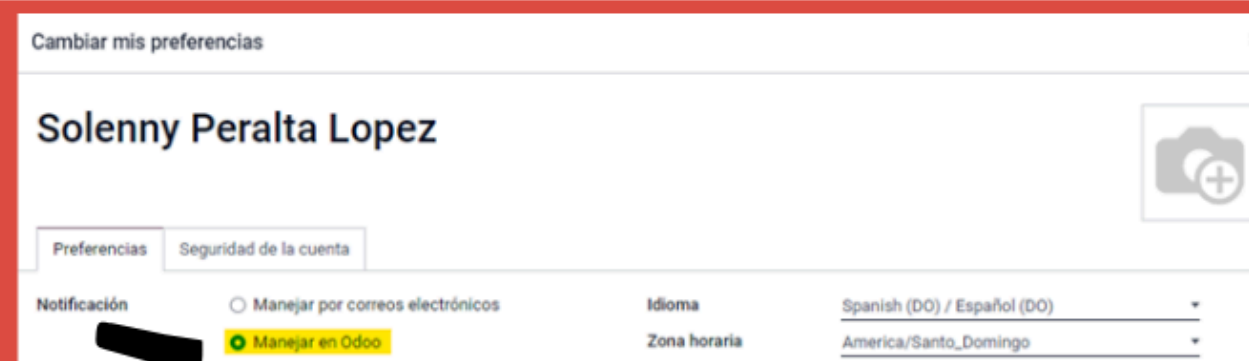 Cambiar mis preferencias
Solenny Peralta Lopez
Preferencias Seguridad de la cuenta
Notificación Manejar por correos electrónicos Idioma Spanish (DO) / Español (DO)
Manejar en Odoo Zona horaria America/Santo_Domingo